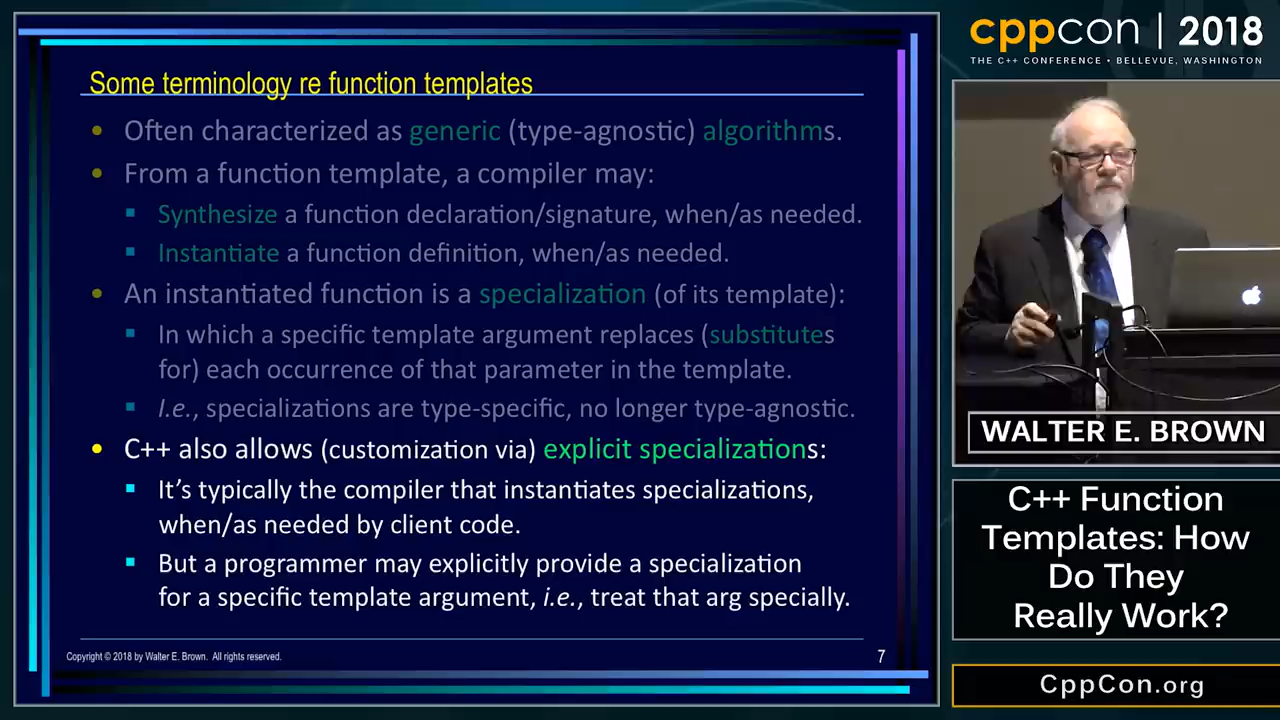 Some terminology re function templates
• Often characterized as generic (type-agnostic) algorithms.
• From a function template, a compiler may:
▪ Synthesize a function declaration/signature, when/as needed.
▪ Instantiate a function definition, when/as needed.
• An instantiated function is a specialization (of its template):
▪ In which a specific template argument replaces (substitutes
for) each occurrence of that parameter in the template.
▪ I.e., specializations are type-specific, no longer type-agnostic.
• C++ also allows (customization via) explicit specializations:
▪ It's typically the compiler that instantiates specializations,
when/as needed by client code.
▪ But a programmer may explicitly provide a specialization
for a specific template argument, i.e., treat that arg specially.
Copyright © 2018 by Walter E. Brown. All rights reserved.
7
cppcon | 2018
THE C++ CONFERENCE • BELLEVUE, WASHINGTON
WALTER E. BROWN
C++ Function
Templates: How
Do They
Really Work?
CppCon.org